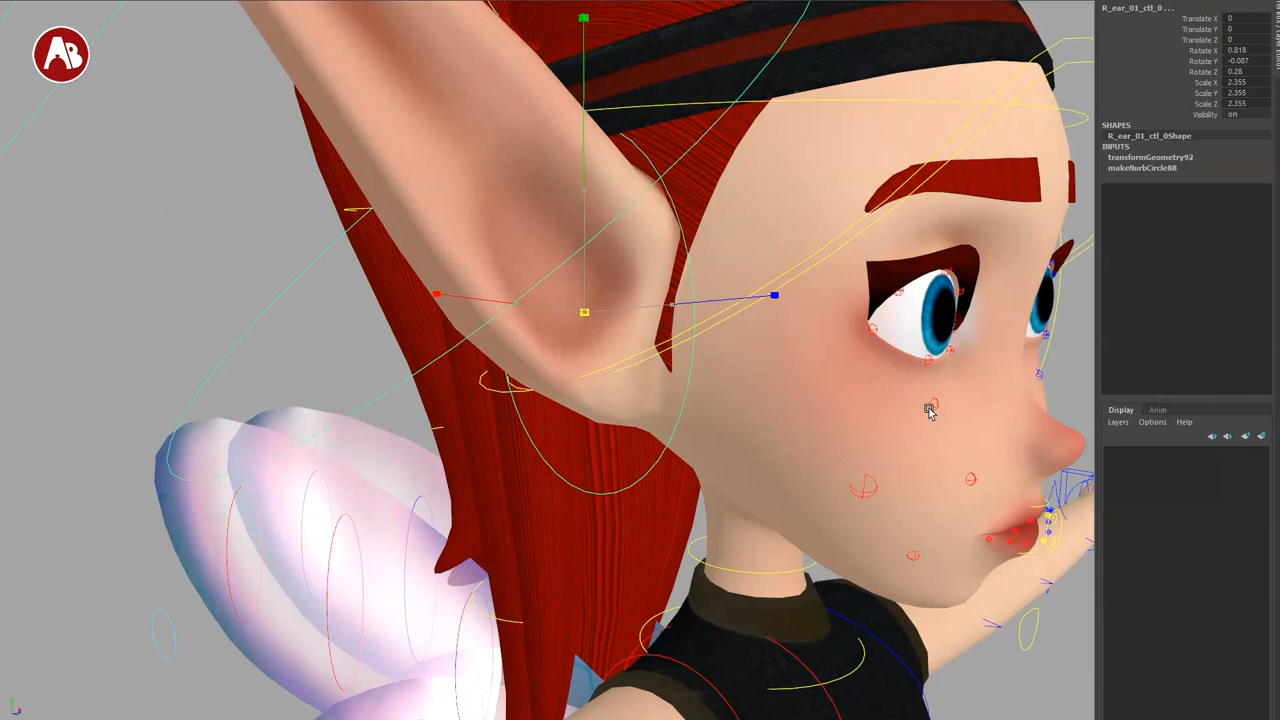 AB
R_ear_01_ctl_0 ...
Translate X 0
Translate Y 0
Translate Z 0
Rotate X 0.818
Rotate Y -0.087
Rotate Z 0.28
Scale X 2.355
Scale Y 2.355
Scale Z 2.355
Visibility on
SHAPES
R_ear_01_ctl_0Shape
INPUTS
transformGeometry92
makeNurbCircle88
Display Anim
Layers Options Help